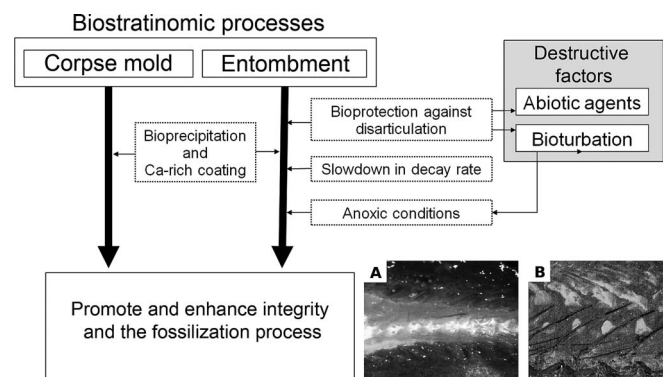 Biostratinomic processes
Corpse mold
Entombment
Destructive
factors
Abiotic agents
Bioturbation
Bioprotection against
disarticulation
Bioprecipitation
and
Ca-rich coating
Slowdown in decay rate
Anoxic conditions
Promote and enhance integrity
and the fossilization process
A
B